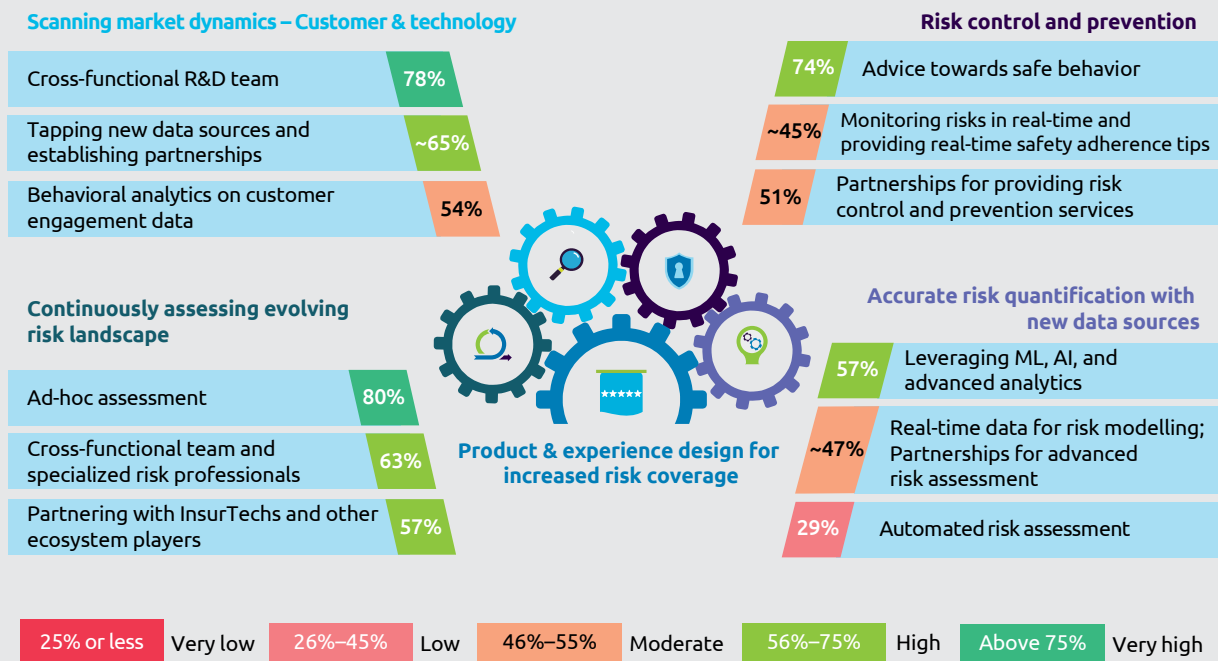 Scanning market dynamics – Customer & technology
Cross-functional R&D team
78%
Tapping new data sources and
establishing partnerships
~65%
Behavioral analytics on customer
engagement data
54%
Risk control and prevention
74%
Advice towards safe behavior
~45%
Monitoring risks in real-time and
providing real-time safety adherence tips
51%
Partnerships for providing risk
control and prevention services
Continuously assessing evolving
risk landscape
Ad-hoc assessment
80%
Cross-functional team and
specialized risk professionals
63%
Partnering with InsurTechs and other
ecosystem players
57%
Product & experience design for
increased risk coverage
Accurate risk quantification with
new data sources
57%
Leveraging ML, AI, and
advanced analytics
~47%
Real-time data for risk modelling;
Partnerships for advanced
risk assessment
29%
Automated risk assessment
25% or less
Very low
26%–45%
Low
46%–55%
Moderate
56%–75%
High
Above 75%
Very high